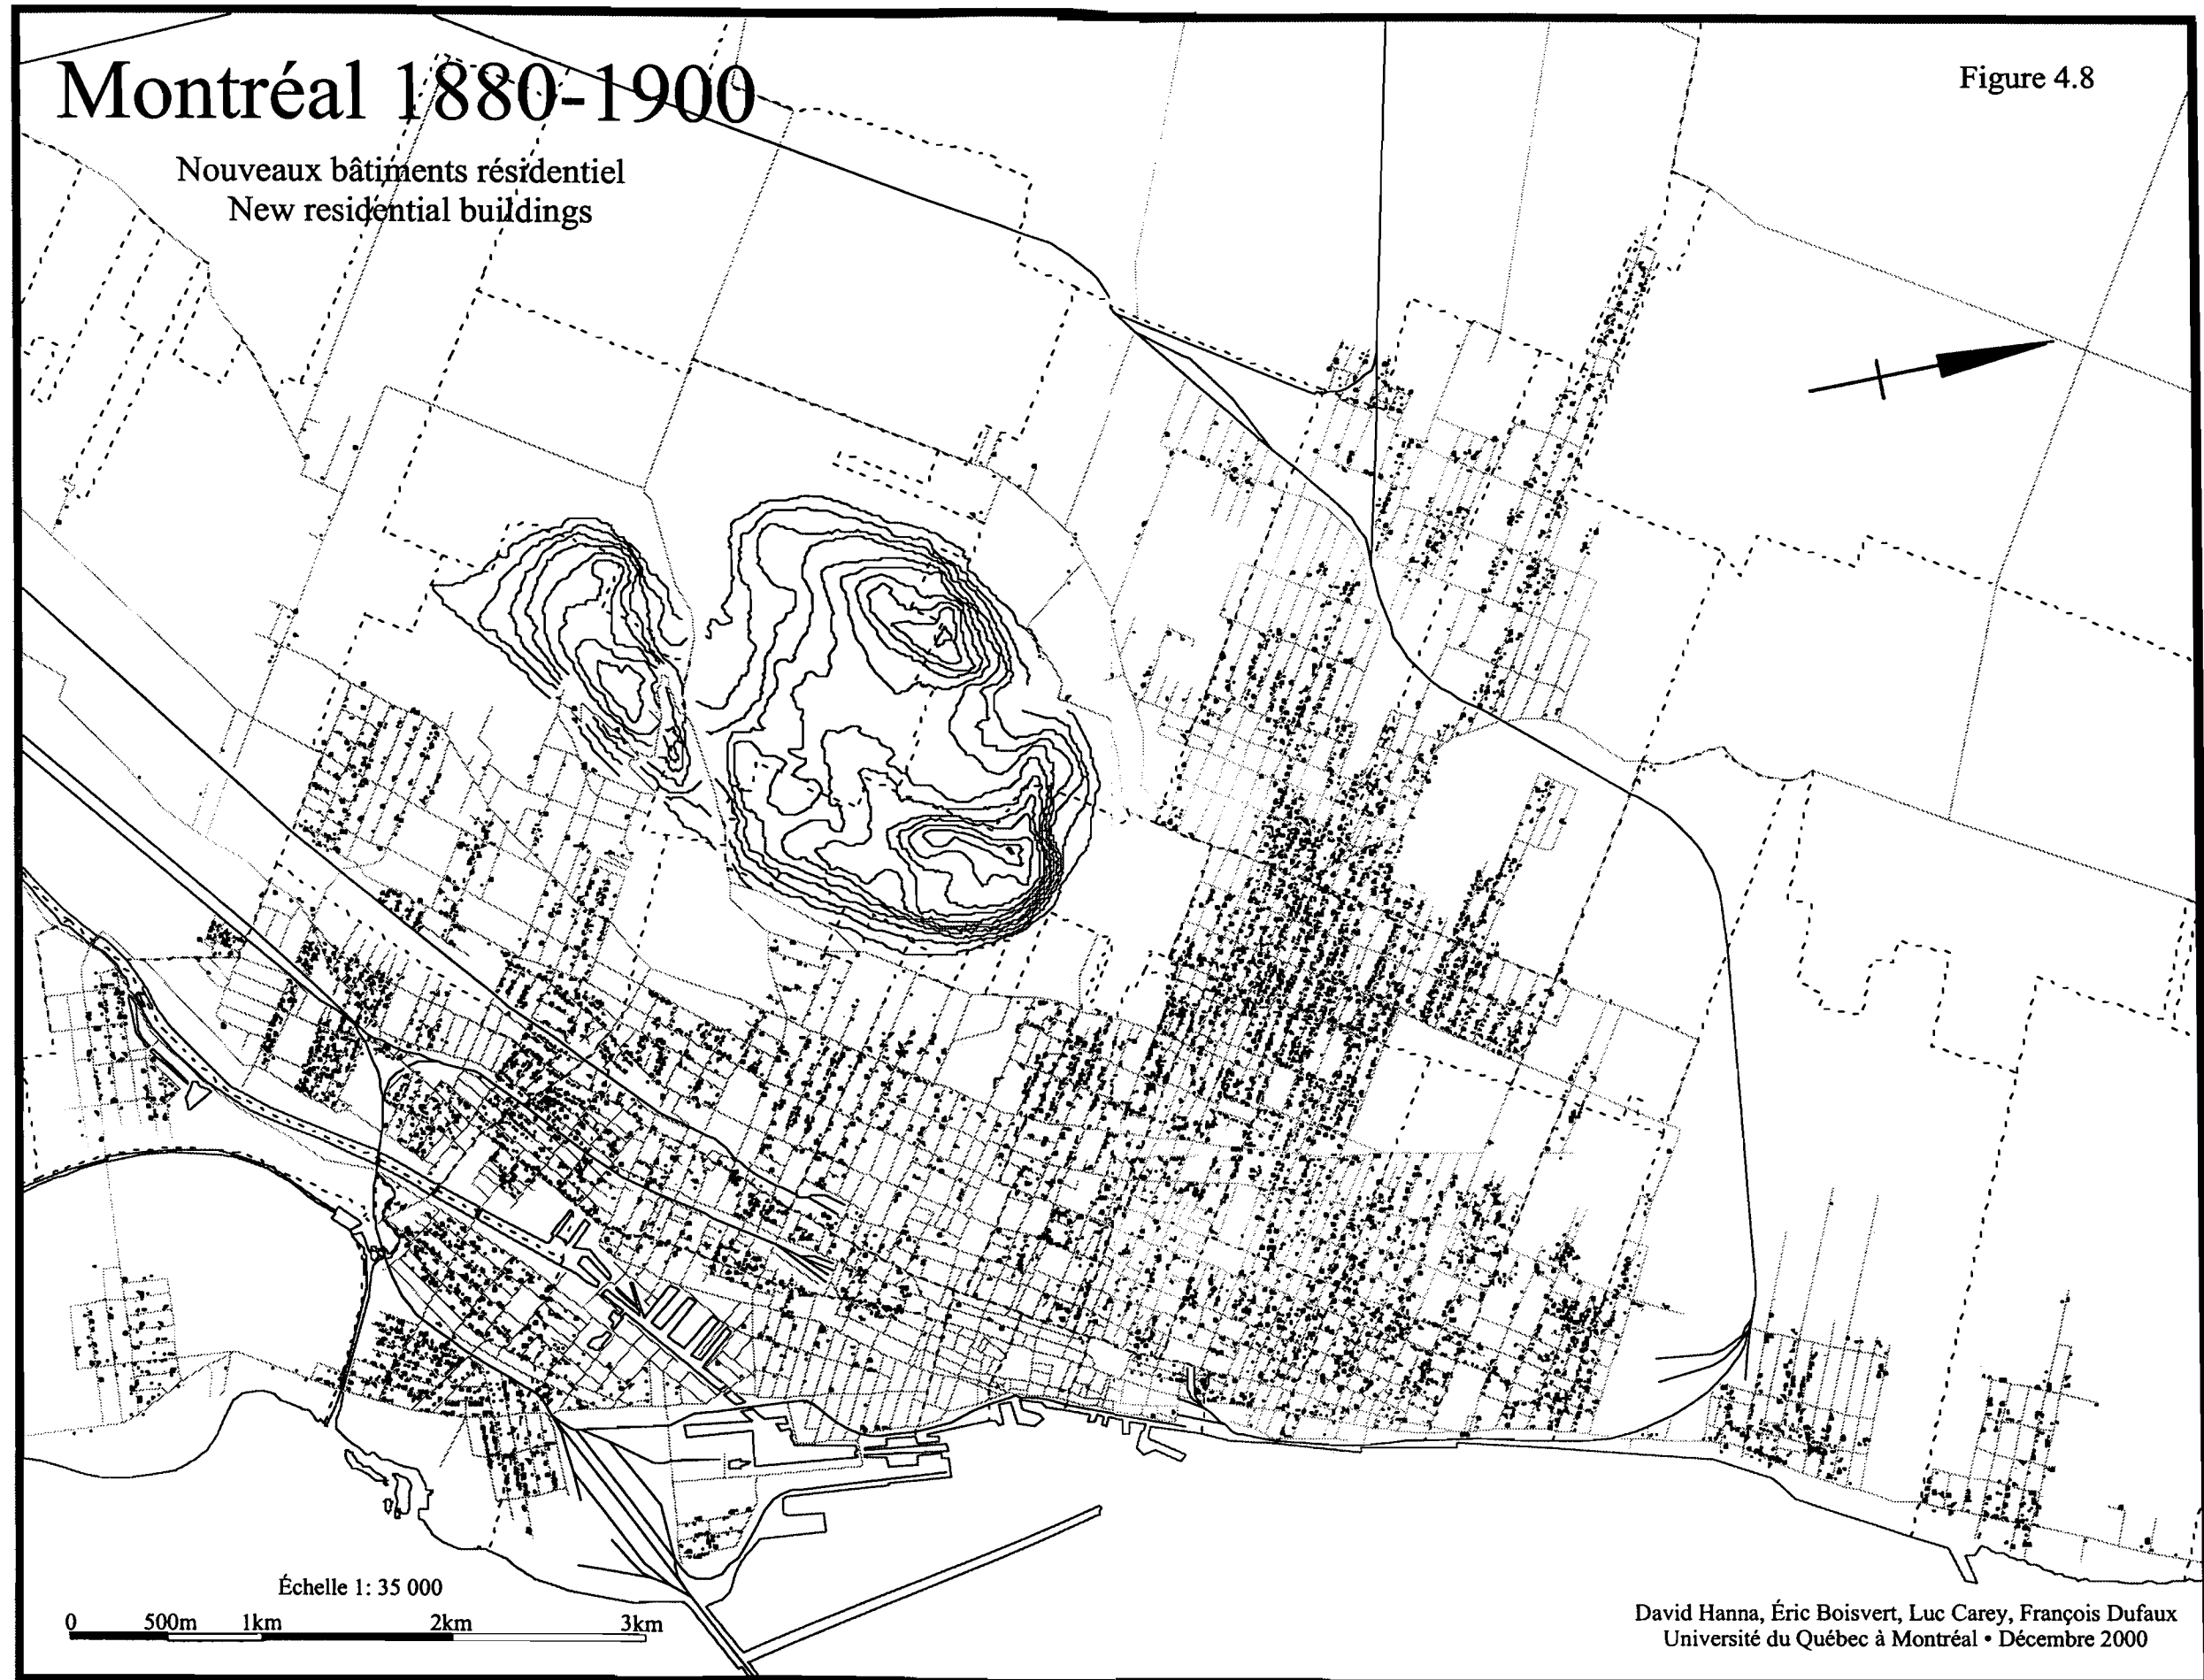 Montréal 1880-1900
Figure 4.8
Nouveaux bâtiments résidentiel
New residential buildings
Échelle 1: 35 000
0 500m 1km 2km 3km
David Hanna, Éric Boisvert, Luc Carey, François Dufaux
Université du Québec à Montréal • Décembre 2000